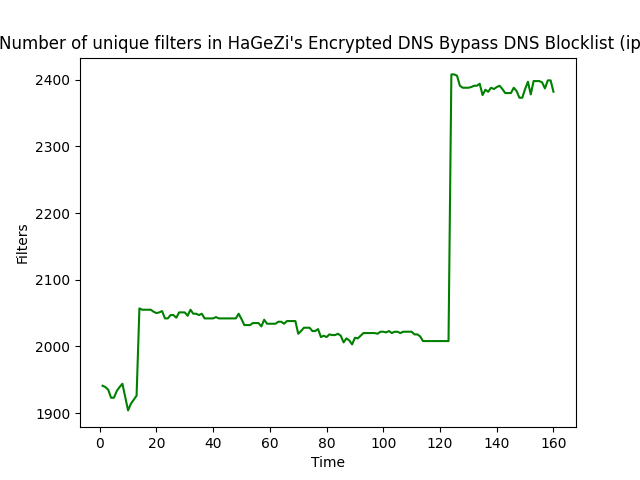 Number of unique filters in HaGeZi's Encrypted DNS Bypass DNS Blocklist (ip
2400
2300
2200
2100
2000
1900
Filters
0 20 40 60 80 100 120 140 160
Time